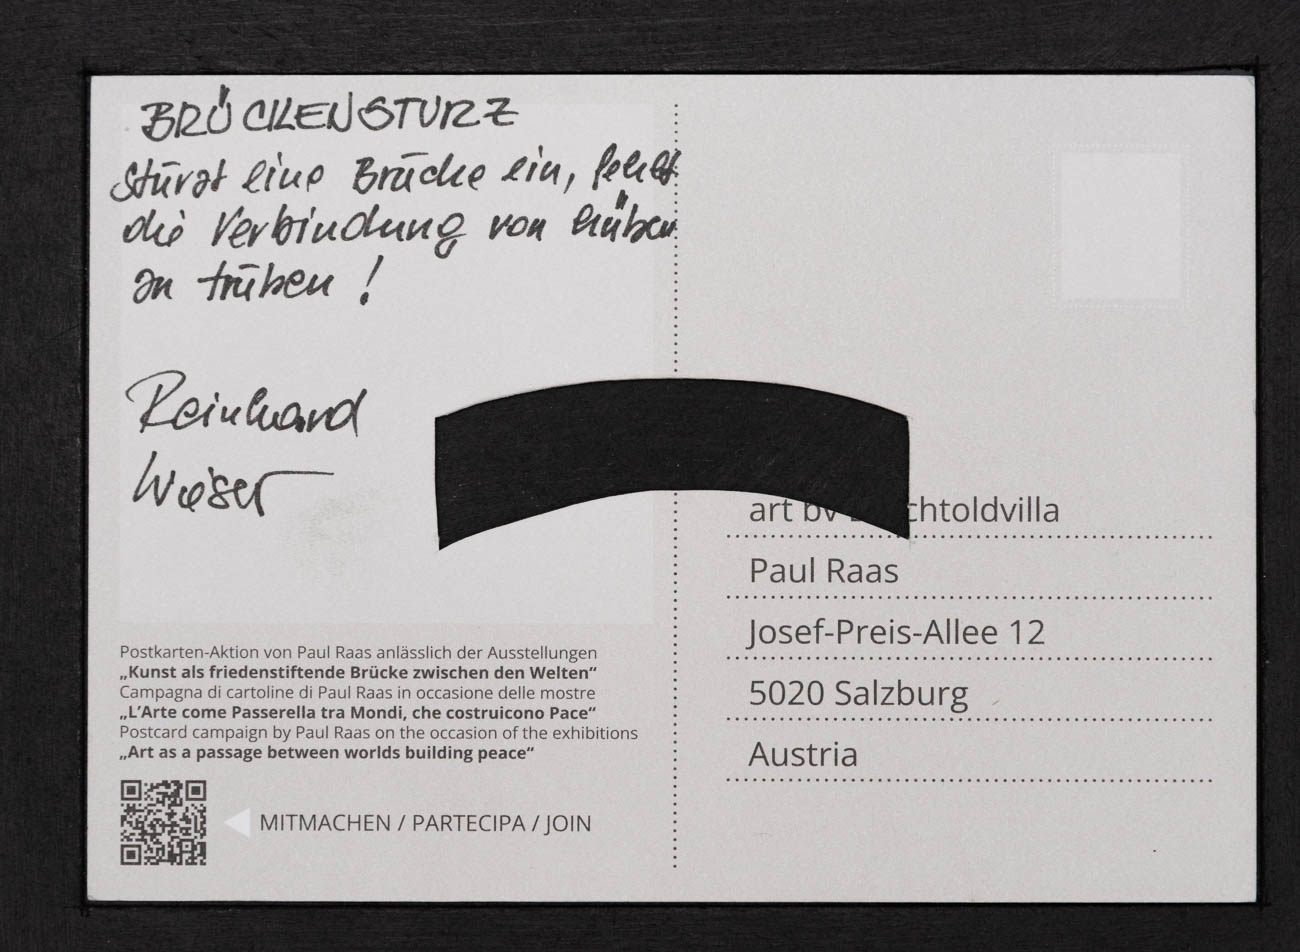 BRÜCKENSTURZ
stürzt eine Brücke ein, fehlt
die Verbindung von hüben
zu trüben !
Reinhard
Wieser
art by chtoldvilla
Paul Raas
Josef-Preis-Allee 12
5020 Salzburg
Austria
Postkarten-Aktion von Paul Raas anlässlich der Ausstellungen
„Kunst als friedenstiftende Brücke zwischen den Welten“
Campagna di cartoline di Paul Raas in occasione delle mostre
„L’Arte come Passerella tra Mondi, che costruicono Pace“
Postcard campaign by Paul Raas on the occasion of the exhibitions
„Art as a passage between worlds building peace“
MITMACHEN / PARTECIPA / JOIN